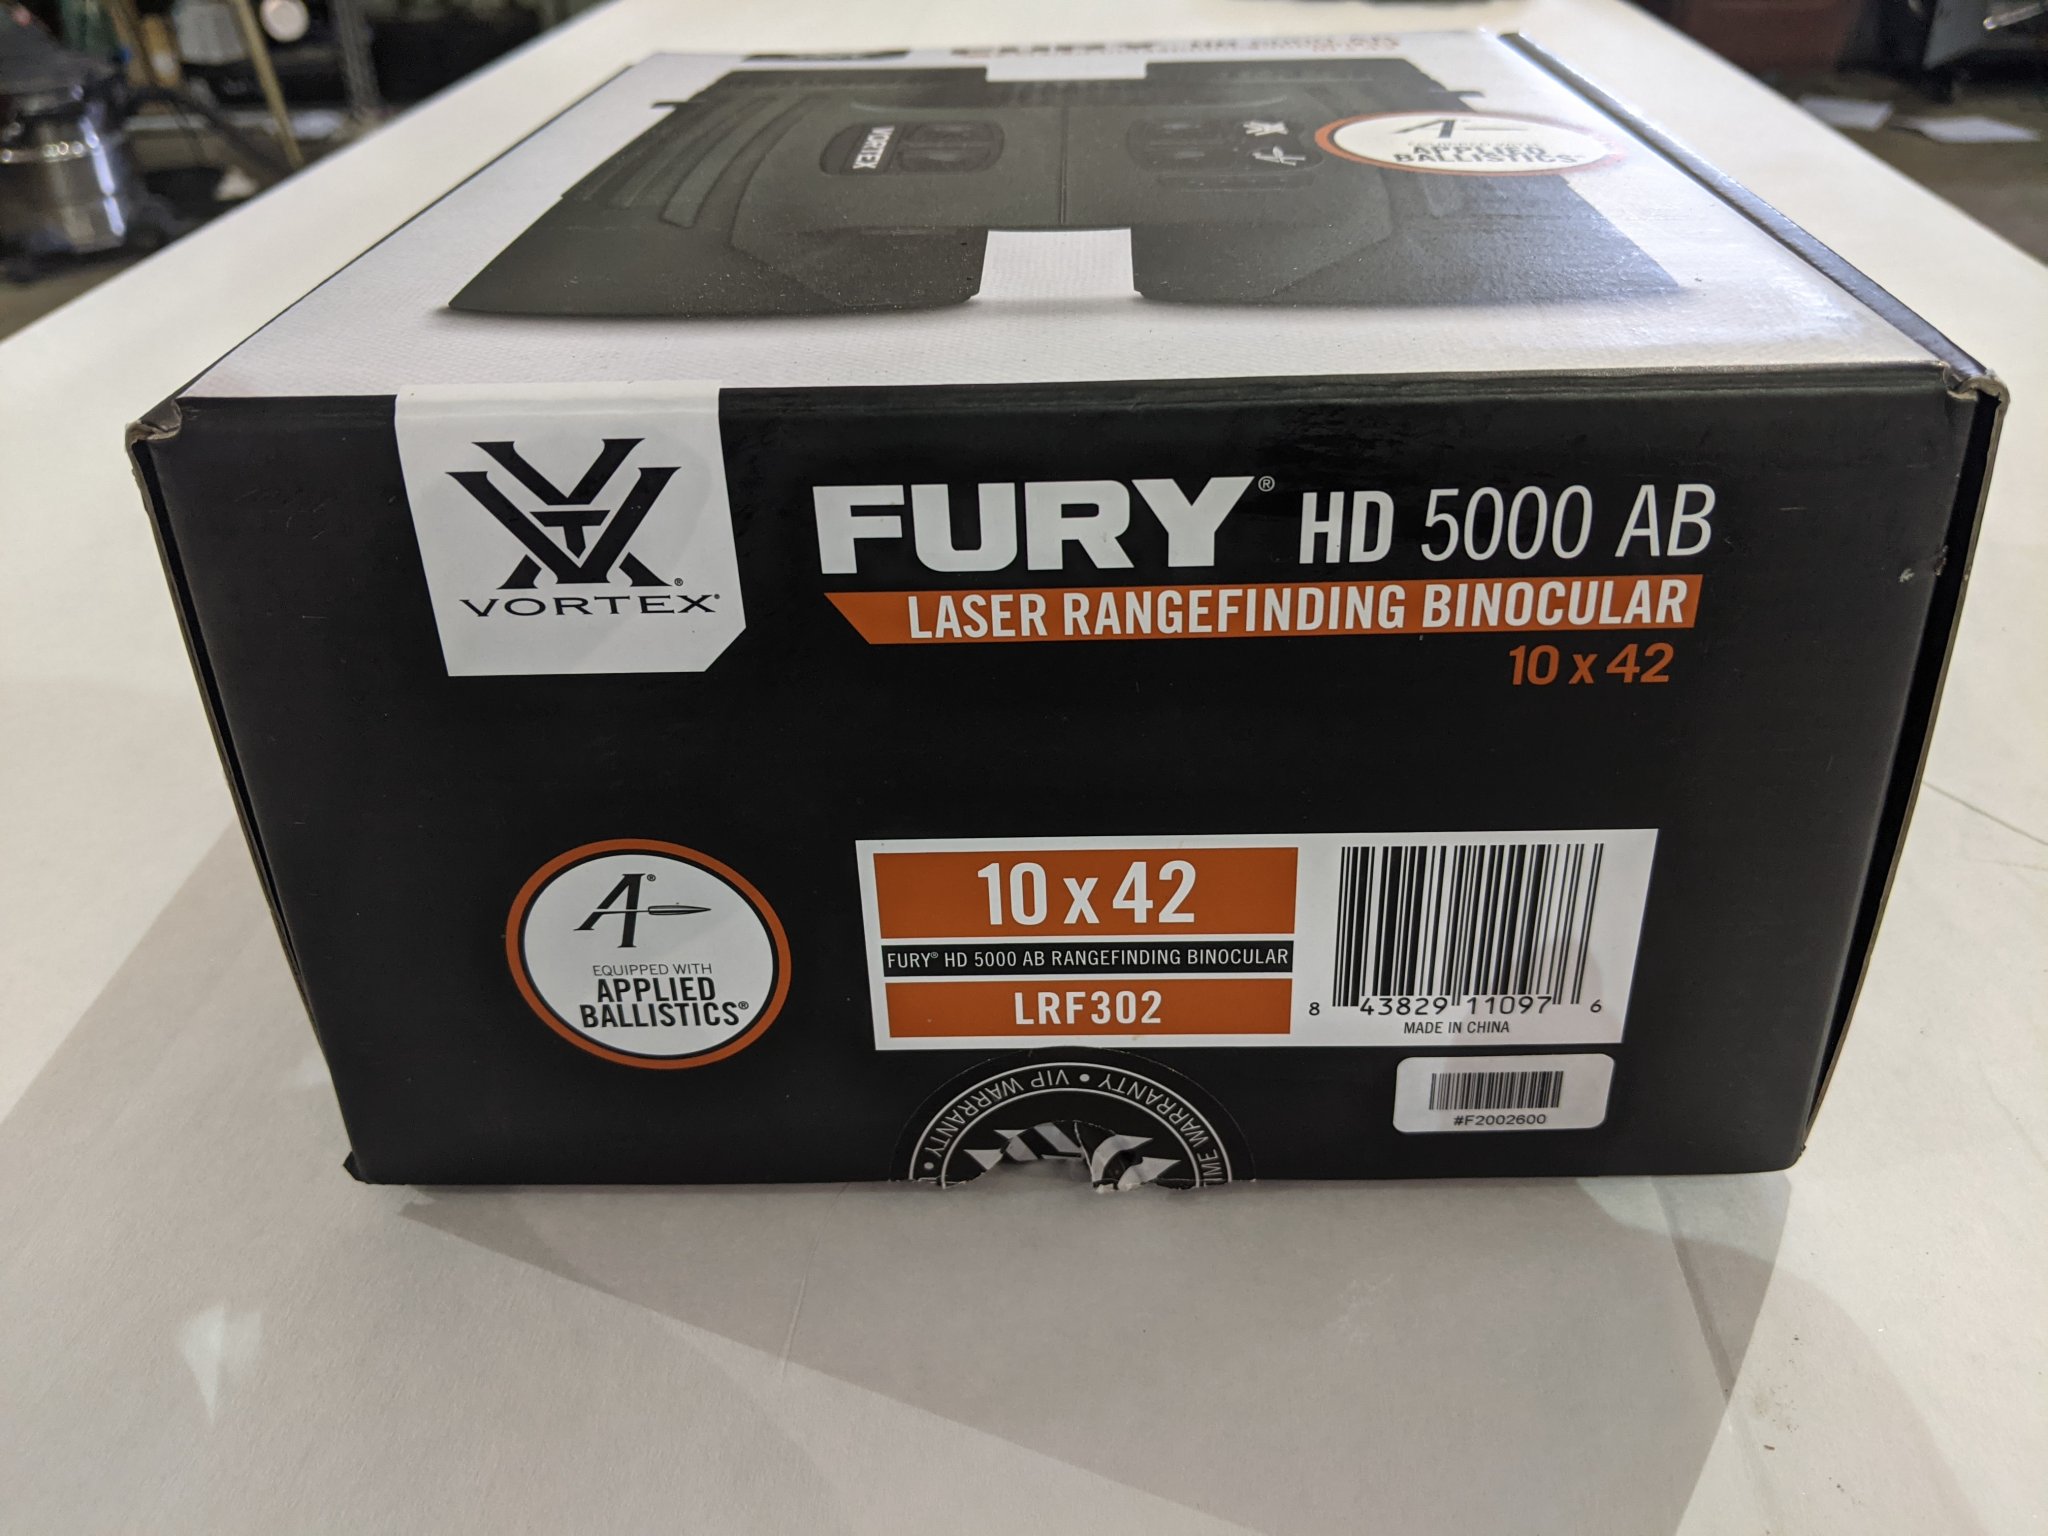 VORTEX
A
APPLIED
BALLISTICS
VORTEX®
FURY® HD 5000 AB
LASER RANGEFINDING BINOCULAR
10 x 42
A®
EQUIPPED WITH
APPLIED
BALLISTICS®
10 x 42
FURY® HD 5000 AB RANGEFINDING BINOCULAR
LRF302
8 43829 11097 6
MADE IN CHINA
WARRANTY • VIP WARRANTY •
#F2002600